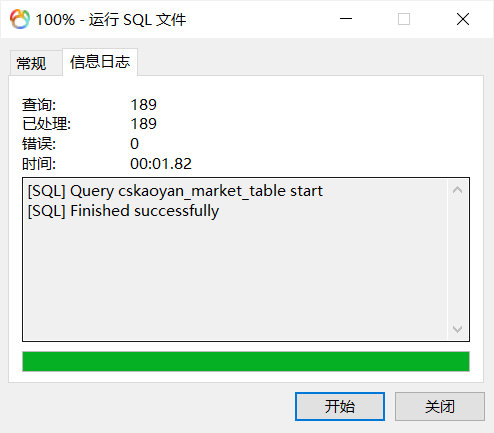 100% - 运行 SQL 文件
常规 信息日志
查询: 189
已处理: 189
错误: 0
时间: 00:01.82
[SQL] Query cskaoyan_market_table start
[SQL] Finished successfully
开始 关闭